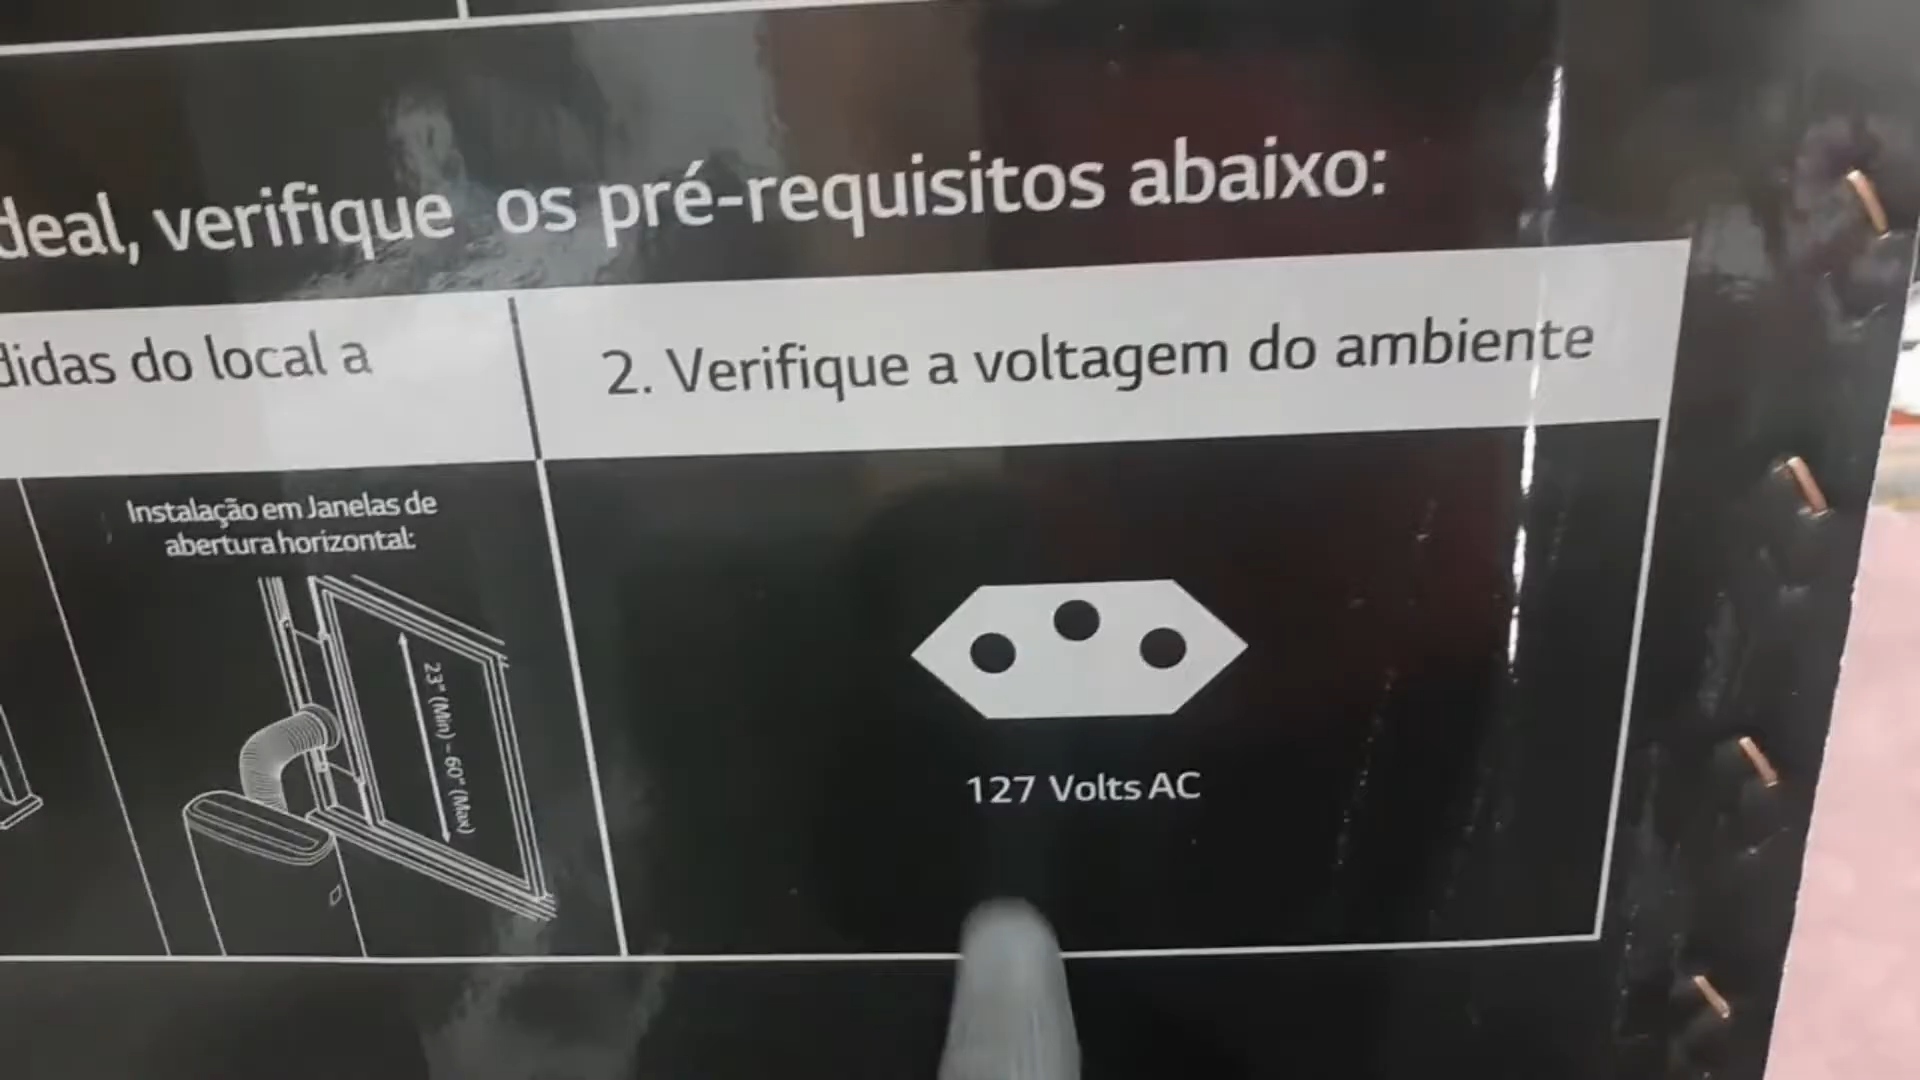 deal, verifique os pré-requisitos abaixo:
didas do local a
2. Verifique a voltagem do ambiente
Instalação em Janelas de
abertura horizontal:
23" (Min) ~ 60" (Max)
127 Volts AC